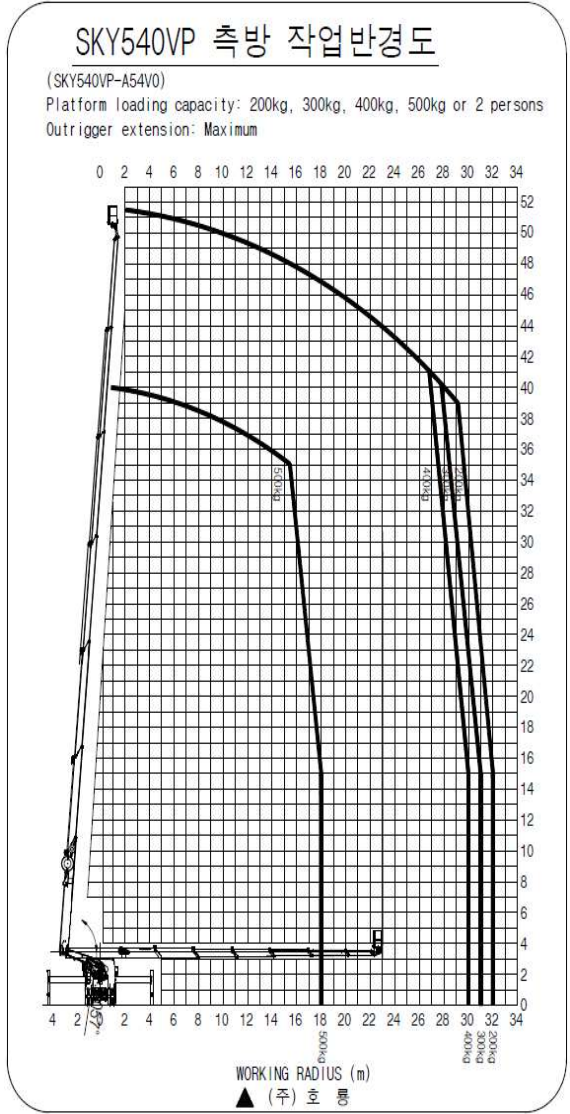 SKY540VP 측방 작업반경도
(SKY540VP-A54V0)
Platform loading capacity: 200kg, 300kg, 400kg, 500kg or 2 persons
Outrigger extension: Maximum
0 2 4 6 8 10 12 14 16 18 20 22 24 26 28 30 32 34
52
50
48
46
44
42
40
38
36
34
32
30
28
26
24
22
20
18
16
14
12
10
8
6
4
2
0
500kg
400kg
300kg
200kg
4 2 0 2 4 6 8 10 12 14 16 18 20 22 24 26 28 30 32 34
500kg
400kg
300kg
200kg
WORKING RADIUS (m)
▲ (주) 호 룡